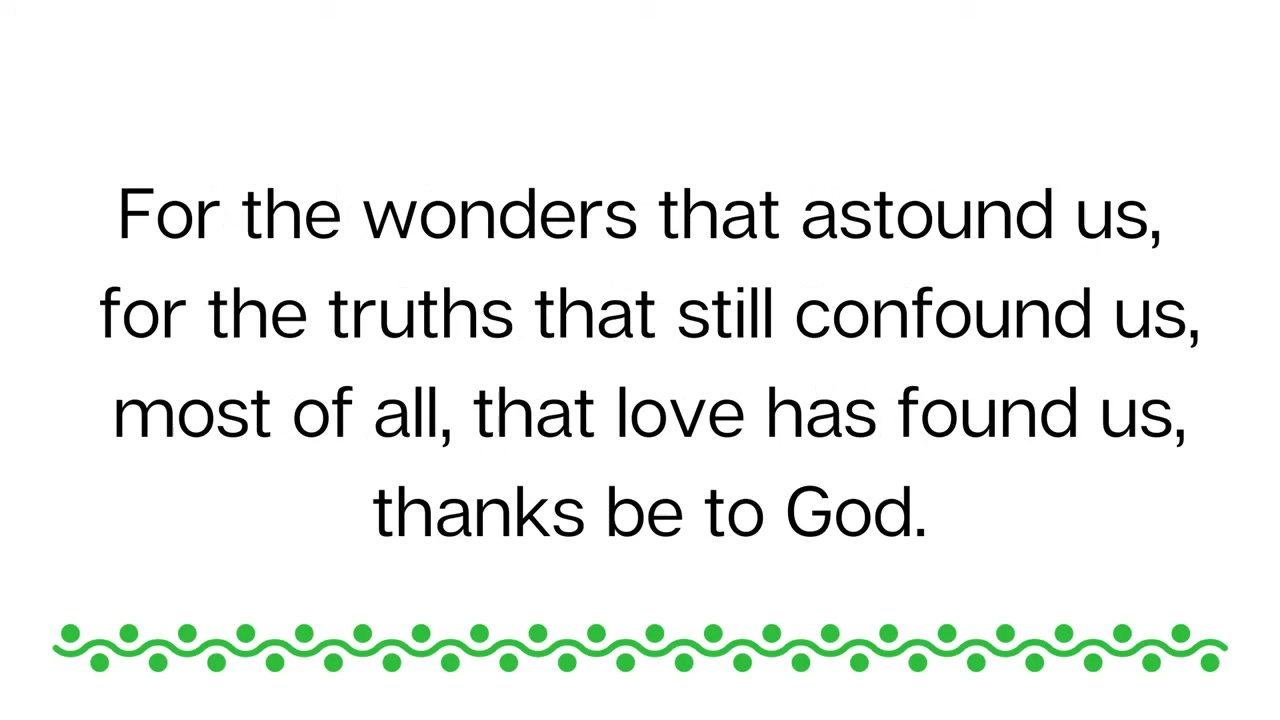 For the wonders that astound us,
for the truths that still confound us,
most of all, that love has found us,
thanks be to God.